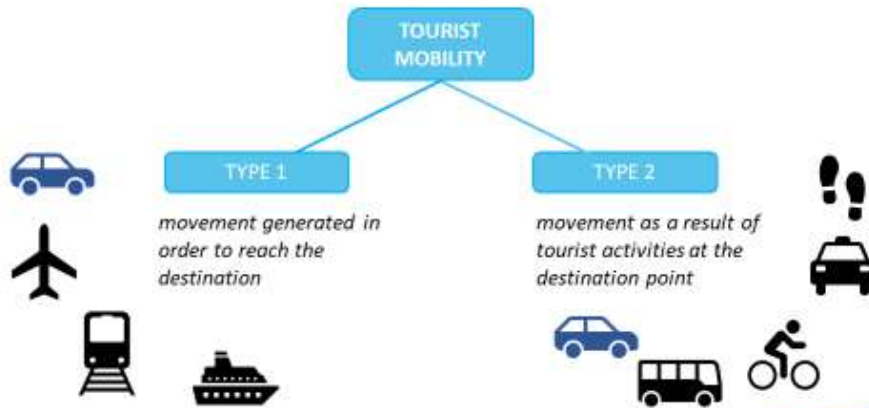 TOURIST
MOBILITY
TYPE 1
TYPE 2
movement generated in
order to reach the
destination
movement as a result of
tourist activities at the
destination point